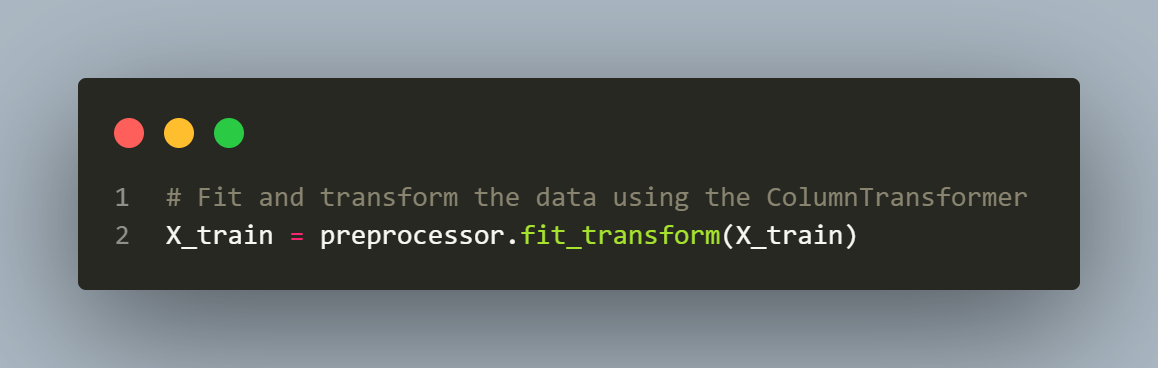 1 # Fit and transform the data using the ColumnTransformer
2 X_train = preprocessor.fit_transform(X_train)